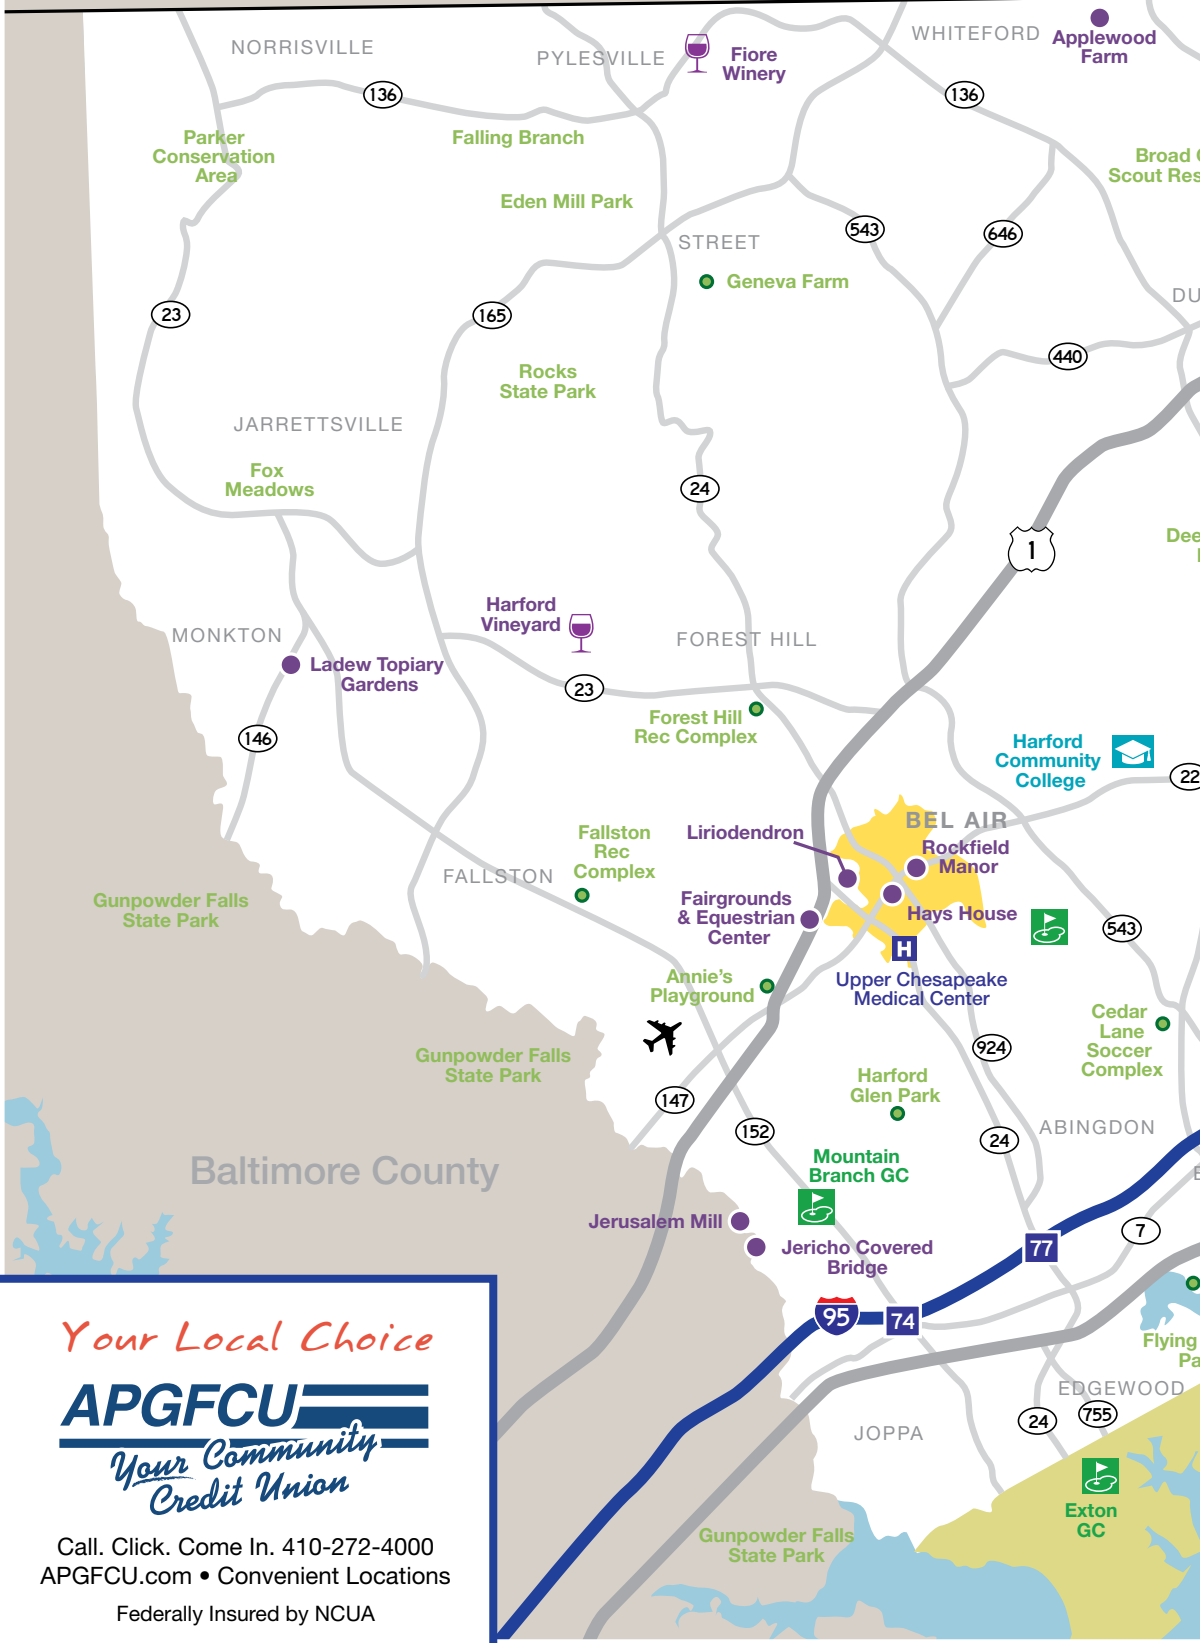 NORRISVILLE
PYLESVILLE
Fiore
Winery
WHITEFORD
Applewood
Farm
136
136
Parker
Conservation
Area
Falling Branch
Eden Mill Park
Broad
Scout Res
543
646
STREET
Geneva Farm
23
165
DU
440
Rocks
State Park
JARRETTSVILLE
Fox
Meadows
24
1
Dee
Harford
Vineyard
MONKTON
FOREST HILL
Ladew Topiary
Gardens
23
Forest Hill
Rec Complex
146
Harford
Community
College
22
Liriodendron
BEL AIR
Rockfield
Manor
Fallston
Rec
Complex
FALLSTON
Gunpowder Falls
State Park
Fairgrounds
& Equestrian
Center
Hays House
543
H
Upper Chesapeake
Medical Center
Annie's
Playground
Cedar
Lane
Soccer
Complex
Gunpowder Falls
State Park
924
Harford
Glen Park
147
152
24
ABINGDON
Mountain
Branch GC
Baltimore County
Jerusalem Mill
Jericho Covered
Bridge
77
7
E
95
74
Flying
Pa
EDGEWOOD
24
755
JOPPA
Exton
GC
Gunpowder Falls
State Park
Your Local Choice
APGFCU
Your Community
Credit Union
Call. Click. Come In. 410-272-4000
APGFCU.com • Convenient Locations
Federally Insured by NCUA